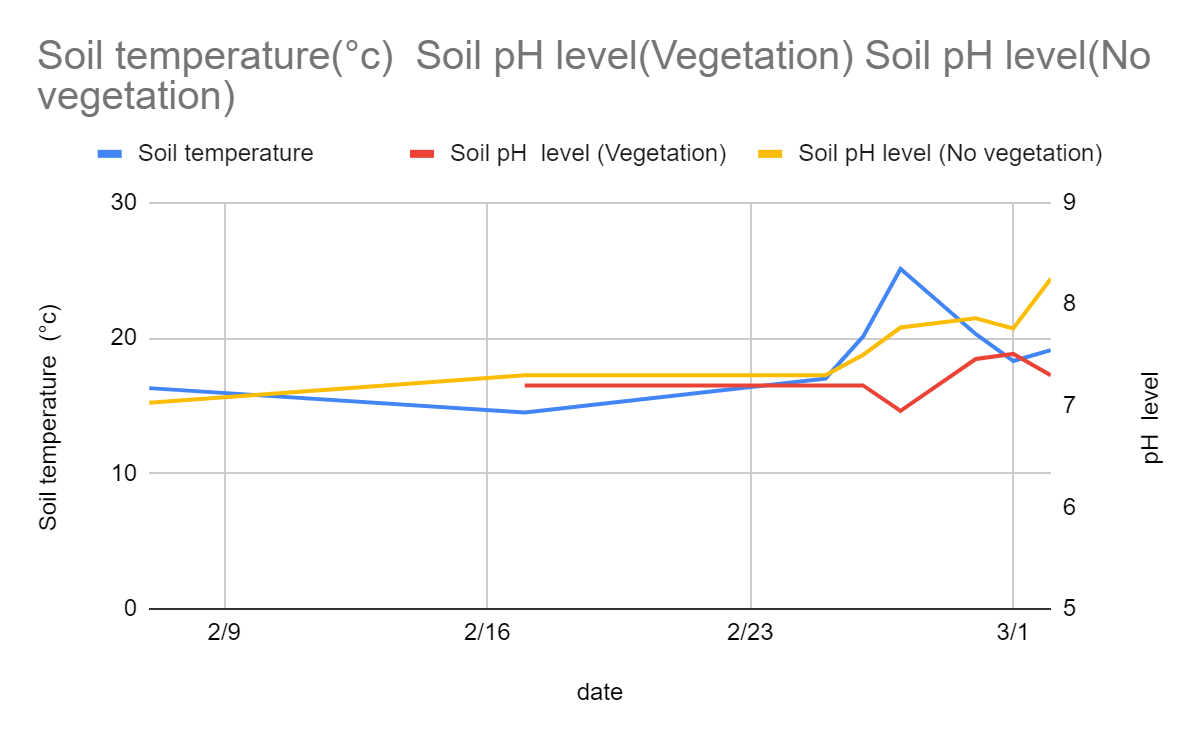 Soil temperature(°c)  Soil pH level(Vegetation) Soil pH level(No
vegetation)
Soil temperature
Soil pH  level (Vegetation)
Soil pH level (No vegetation)
30
20
10
0
Soil temperature  (°c)
9
8
7
6
5
pH  level
2/9
2/16
2/23
3/1
date